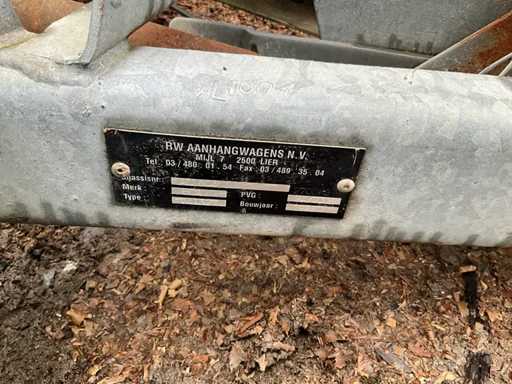 RW AANHANGWAGENS N.V.
MIJL 7 2500 LIER
Tel : 03/480 01.54 Fax : 03/489 35.04
Chassisnr.:
Merk : PVG :
Type : Bouwjaar :